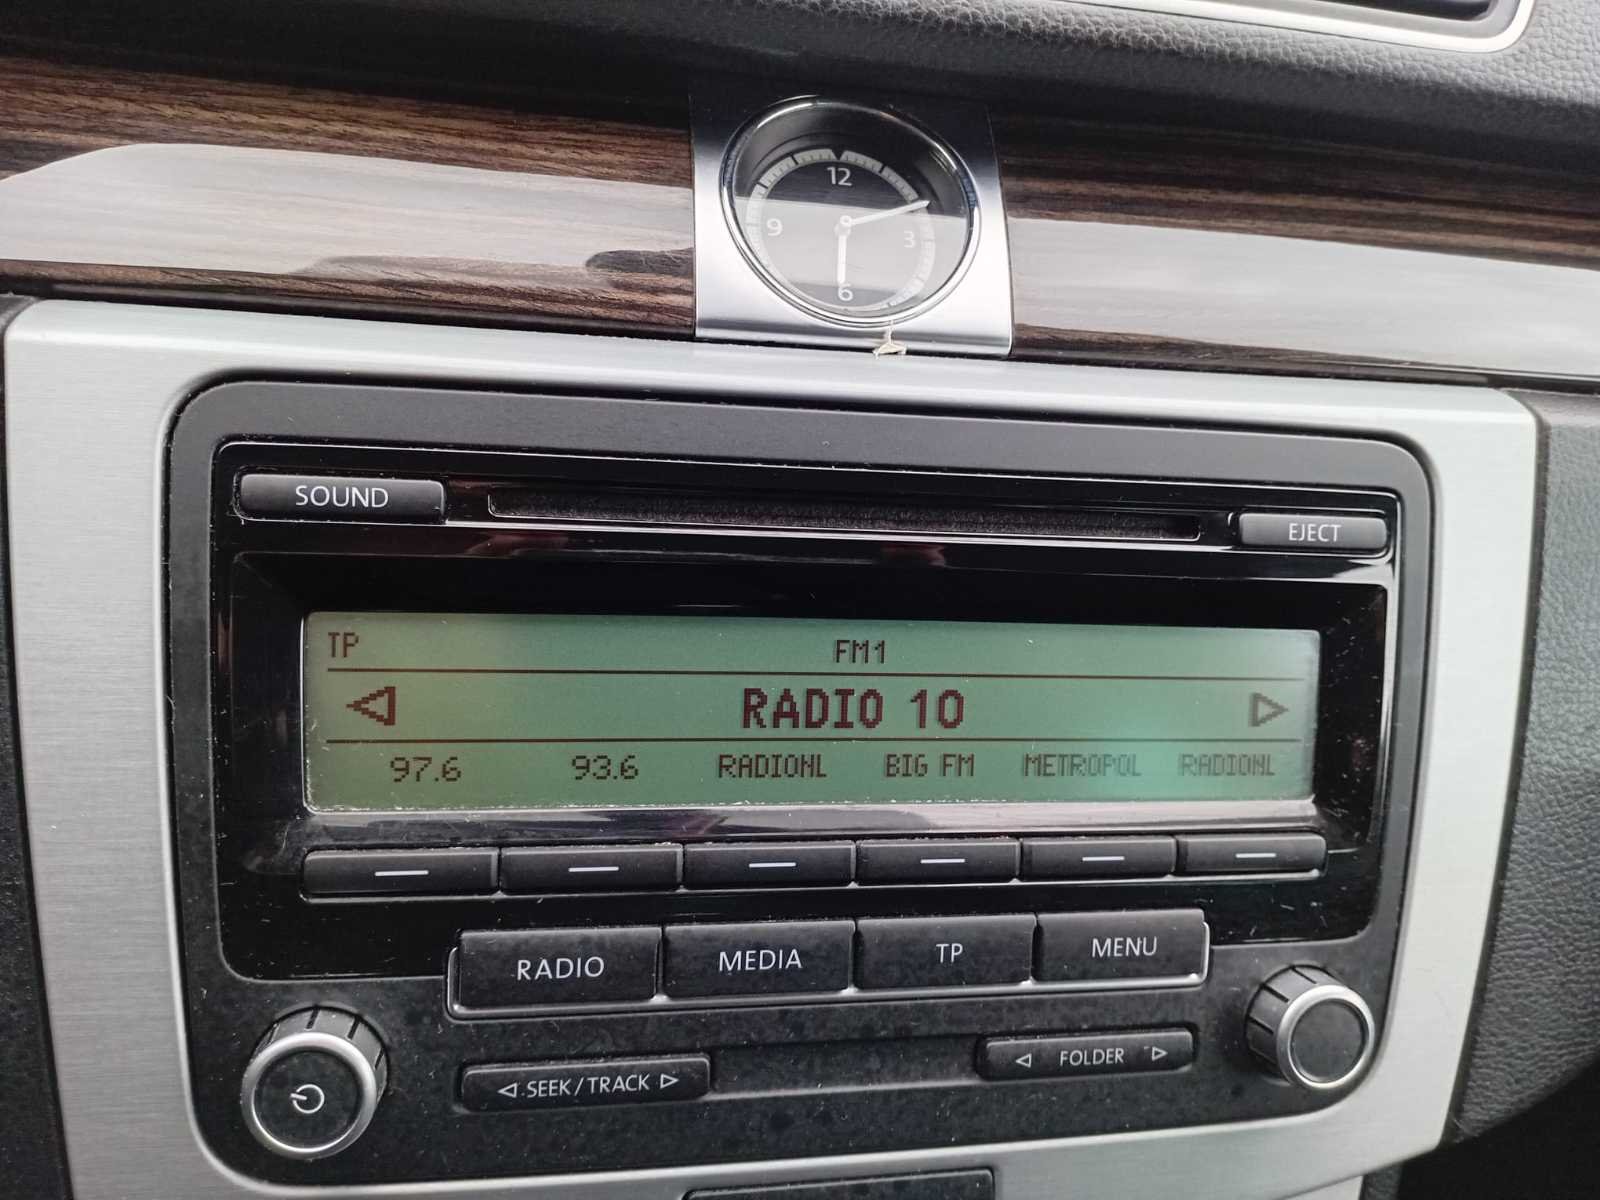 12
9 3
6
SOUND
EJECT
TP FM1
RADIO 10
97.6 93.6 RADIONL BIG FM METROPOL RADIONL
RADIO MEDIA TP MENU
SEEK/TRACK
FOLDER